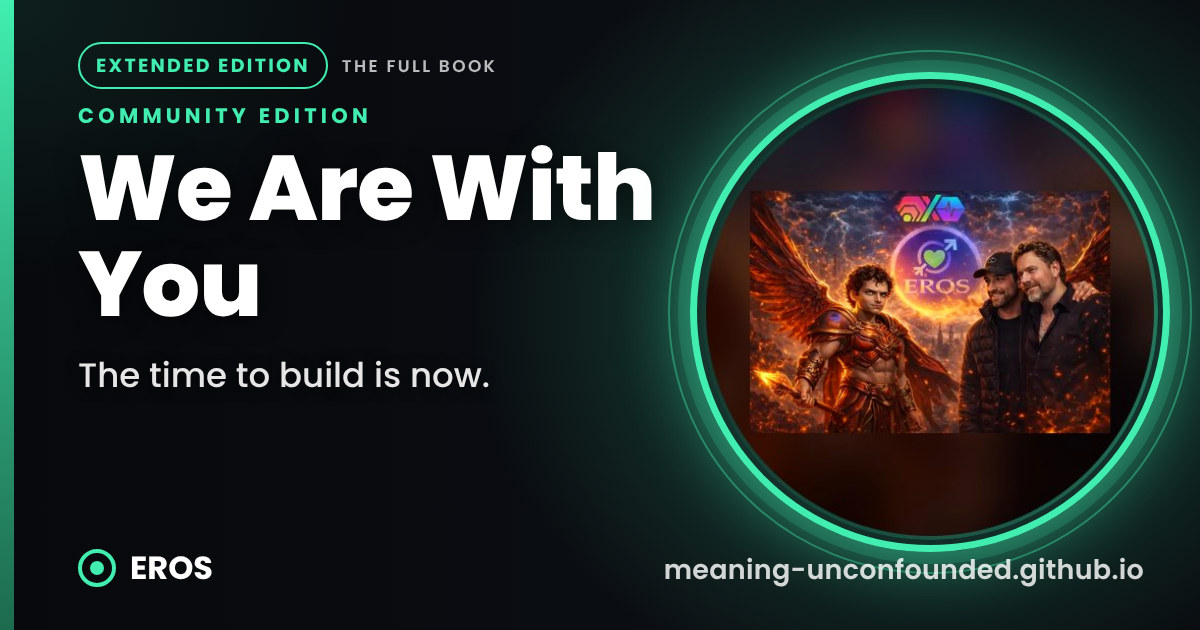 EXTENDED EDITION THE FULL BOOK
COMMUNITY EDITION
We Are With
You
The time to build is now.
EROS
EROS
meaning-unconfounded.github.io